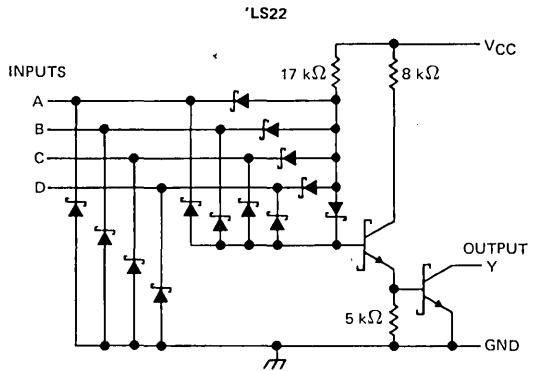 'LS22
VCC
17 kΩ
8 kΩ
INPUTS
A
B
C
D
OUTPUT
Y
5 kΩ
GND